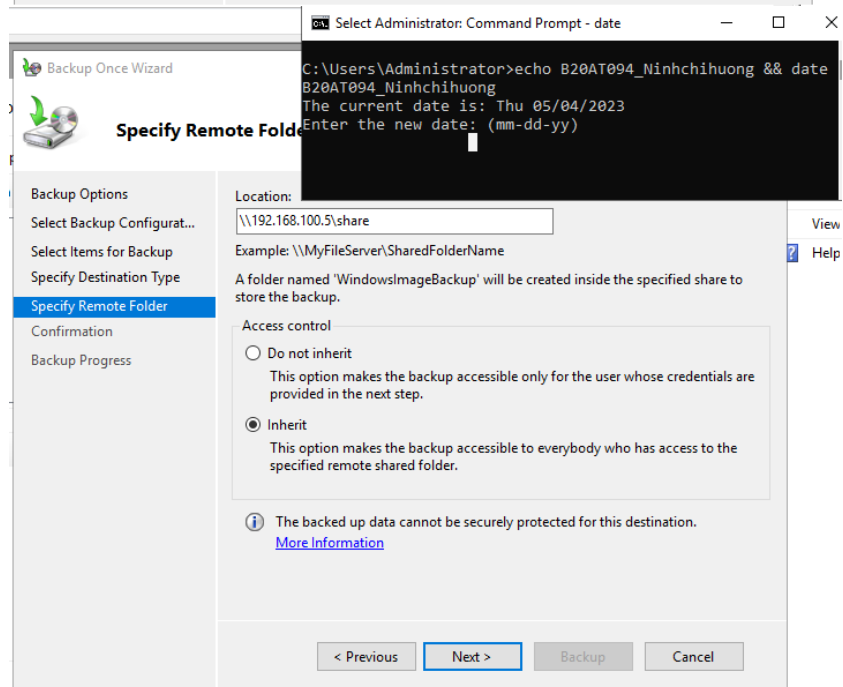 Select Administrator: Command Prompt - date
C:\Users\Administrator>echo B20AT094_Ninhchihuong && date
B20AT094_Ninhchihuong
The current date is: Thu 05/04/2023
Enter the new date: (mm-dd-yy)
Backup Once Wizard
Specify Remote Folde
Backup Options
Select Backup Configurat...
Select Items for Backup
Specify Destination Type
Specify Remote Folder
Confirmation
Backup Progress
Location:
\\192.168.100.5\share
Example: \\MyFileServer\SharedFolderName
A folder named 'WindowsImageBackup' will be created inside the specified share to
store the backup.
Access control
Do not inherit
This option makes the backup accessible only for the user whose credentials are
provided in the next step.
Inherit
This option makes the backup accessible to everybody who has access to the
specified remote shared folder.
The backed up data cannot be securely protected for this destination.
More Information
< Previous
Next >
Backup
Cancel
View
Help